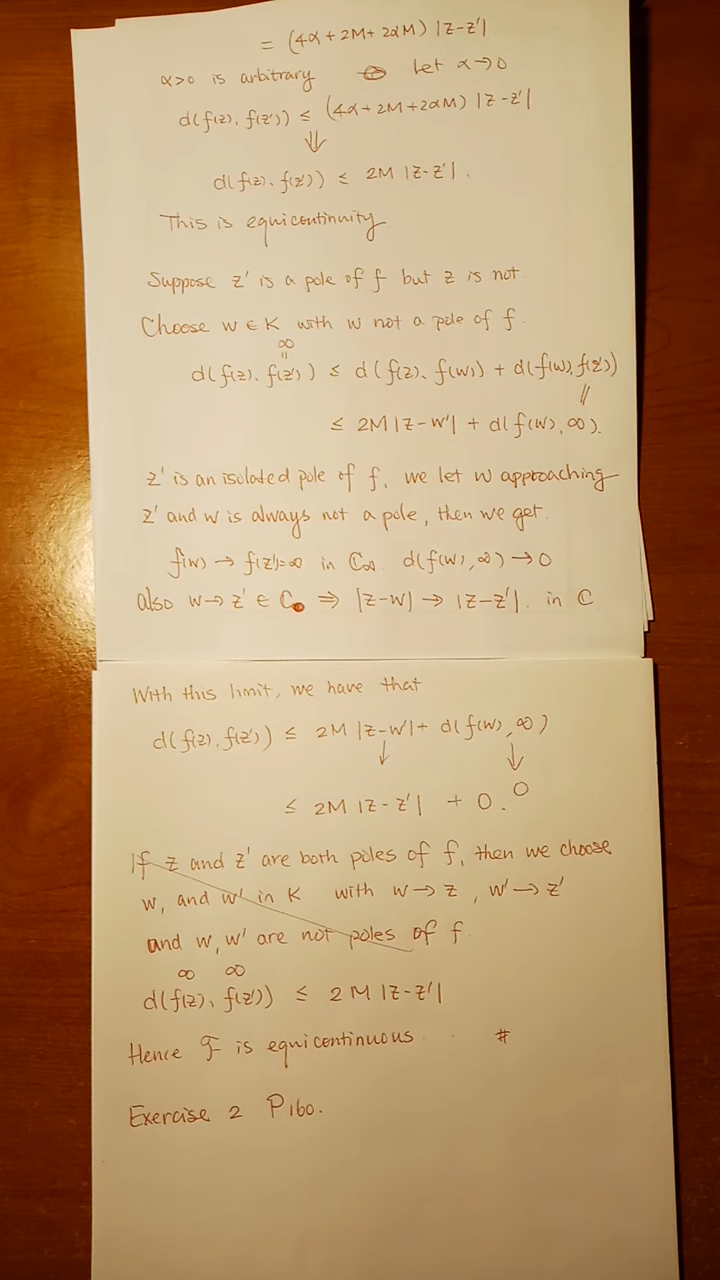 = (4α + 2M + 2αM) |z-z'|
α>0 is arbitrary Let α→0
d(f(z), f(z')) ≤ (4α+2M+2αM) |z-z'|
⇓
d(f(z), f(z')) ≤ 2M |z-z'|.
This is equicontinuity
Suppose z' is a pole of f but z is not.
Choose w ∈ K with w not a pole of f.
∞
"
d(f(z), f(z')) ≤ d(f(z), f(w)) + d(f(w), f(z'))
//
≤ 2M|z-w'| + d(f(w), ∞).
z' is an isolated pole of f, we let w approaching
z' and w is always not a pole, then we get.
f(w) → f(z')=∞ in C∞. d(f(w), ∞) → 0
also w→z' ∈ C ⇒ |z-w| → |z-z'|. in C
With this limit, we have that
d(f(z), f(z')) ≤ 2M |z-w'| + d(f(w), ∞)
↓ ↓
≤ 2M |z-z'| + 0. 0
If z and z' are both poles of f, then we choose
w, and w' in K with w→z, w'→z'
and w, w' are not poles of f
∞ ∞
d(f(z), f(z')) ≤ 2M|z-z'|
Hence F is equicontinuous. #
Exercise 2 P160.